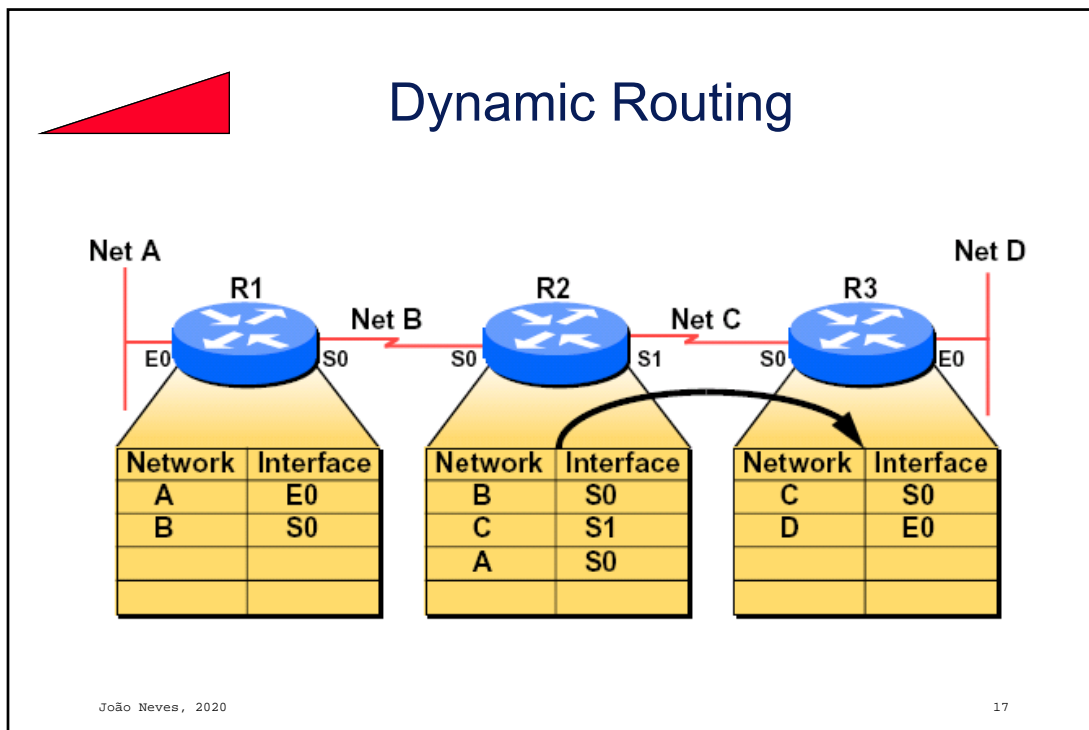 Dynamic Routing
Net A
Net D
R1
R2
R3
Net B
Net C
E0
S0
S0
S1
S0
E0
Network Interface
A E0
B S0
Network Interface
B S0
C S1
A S0
Network Interface
C S0
D E0
João Neves, 2020
17